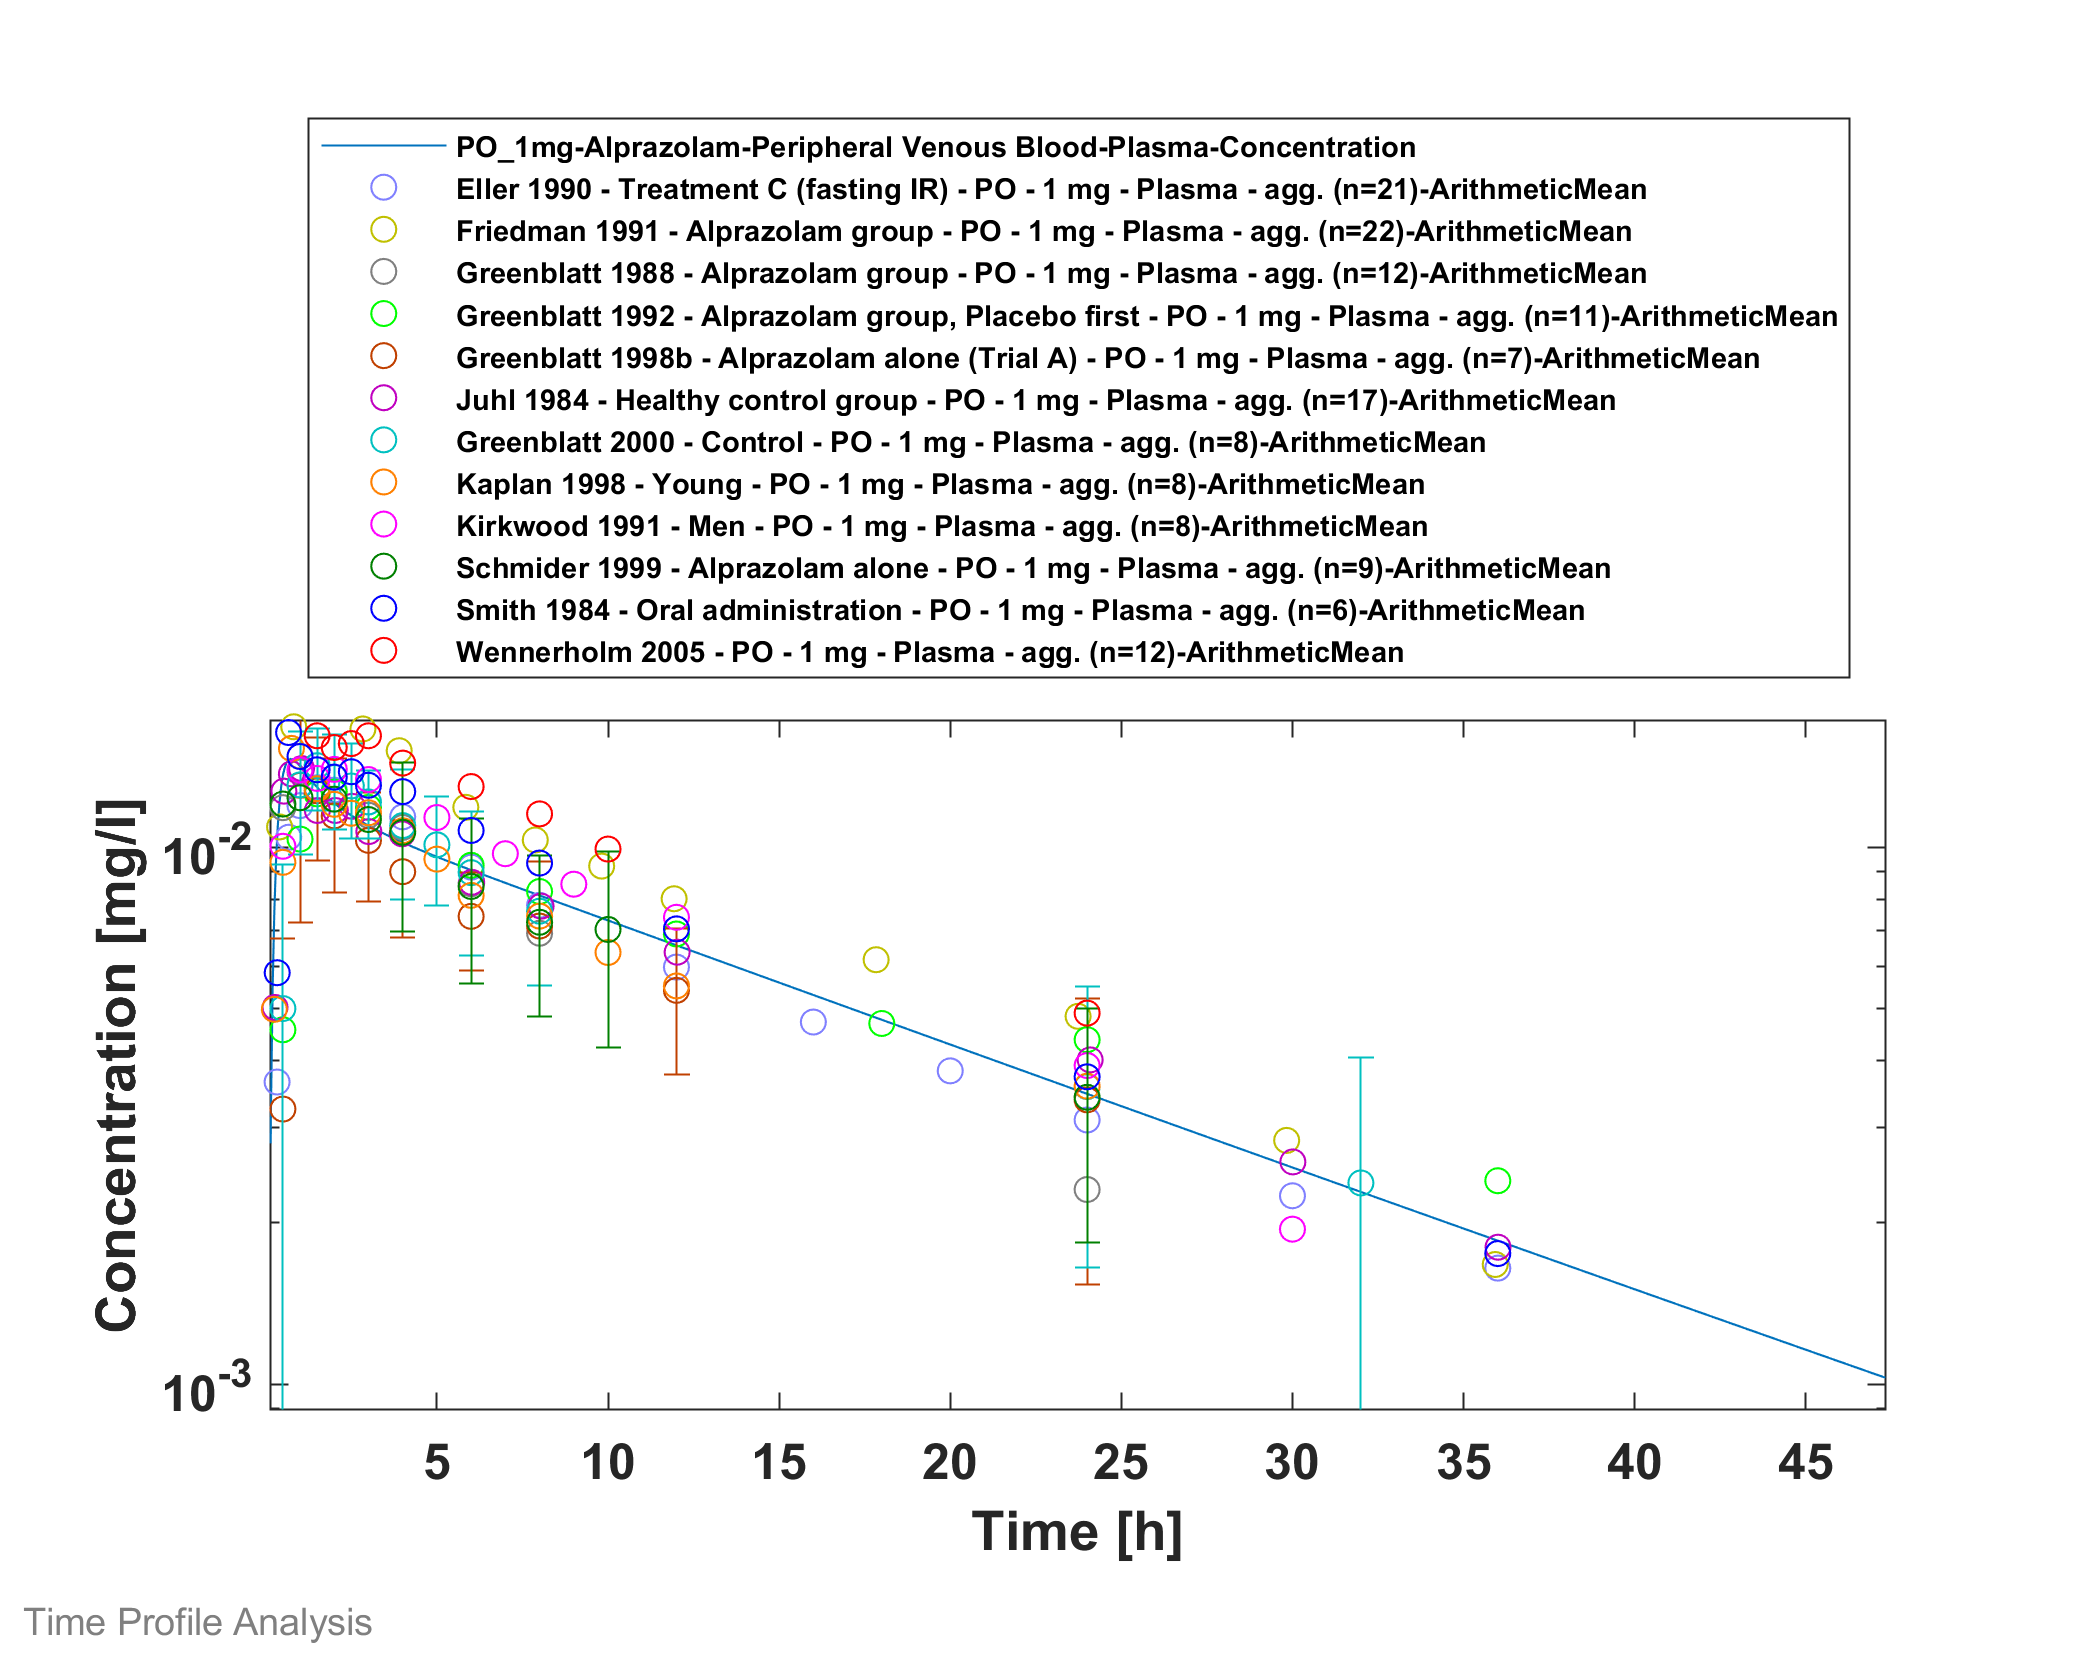 PO_1mg-Alprazolam-Peripheral Venous Blood-Plasma-Concentration
Eller 1990 - Treatment C (fasting IR) - PO - 1 mg - Plasma - agg. (n=21)-ArithmeticMean
Friedman 1991 - Alprazolam group - PO - 1 mg - Plasma - agg. (n=22)-ArithmeticMean
Greenblatt 1988 - Alprazolam group - PO - 1 mg - Plasma - agg. (n=12)-ArithmeticMean
Greenblatt 1992 - Alprazolam group, Placebo first - PO - 1 mg - Plasma - agg. (n=11)-ArithmeticMean
Greenblatt 1998b - Alprazolam alone (Trial A) - PO - 1 mg - Plasma - agg. (n=7)-ArithmeticMean
Juhl 1984 - Healthy control group - PO - 1 mg - Plasma - agg. (n=17)-ArithmeticMean
Greenblatt 2000 - Control - PO - 1 mg - Plasma - agg. (n=8)-ArithmeticMean
Kaplan 1998 - Young - PO - 1 mg - Plasma - agg. (n=8)-ArithmeticMean
Kirkwood 1991 - Men - PO - 1 mg - Plasma - agg. (n=8)-ArithmeticMean
Schmider 1999 - Alprazolam alone - PO - 1 mg - Plasma - agg. (n=9)-ArithmeticMean
Smith 1984 - Oral administration - PO - 1 mg - Plasma - agg. (n=6)-ArithmeticMean
Wennerholm 2005 - PO - 1 mg - Plasma - agg. (n=12)-ArithmeticMean
Concentration [mg/l]
10-2
10-3
5 10 15 20 25 30 35 40 45
Time [h]
Time Profile Analysis